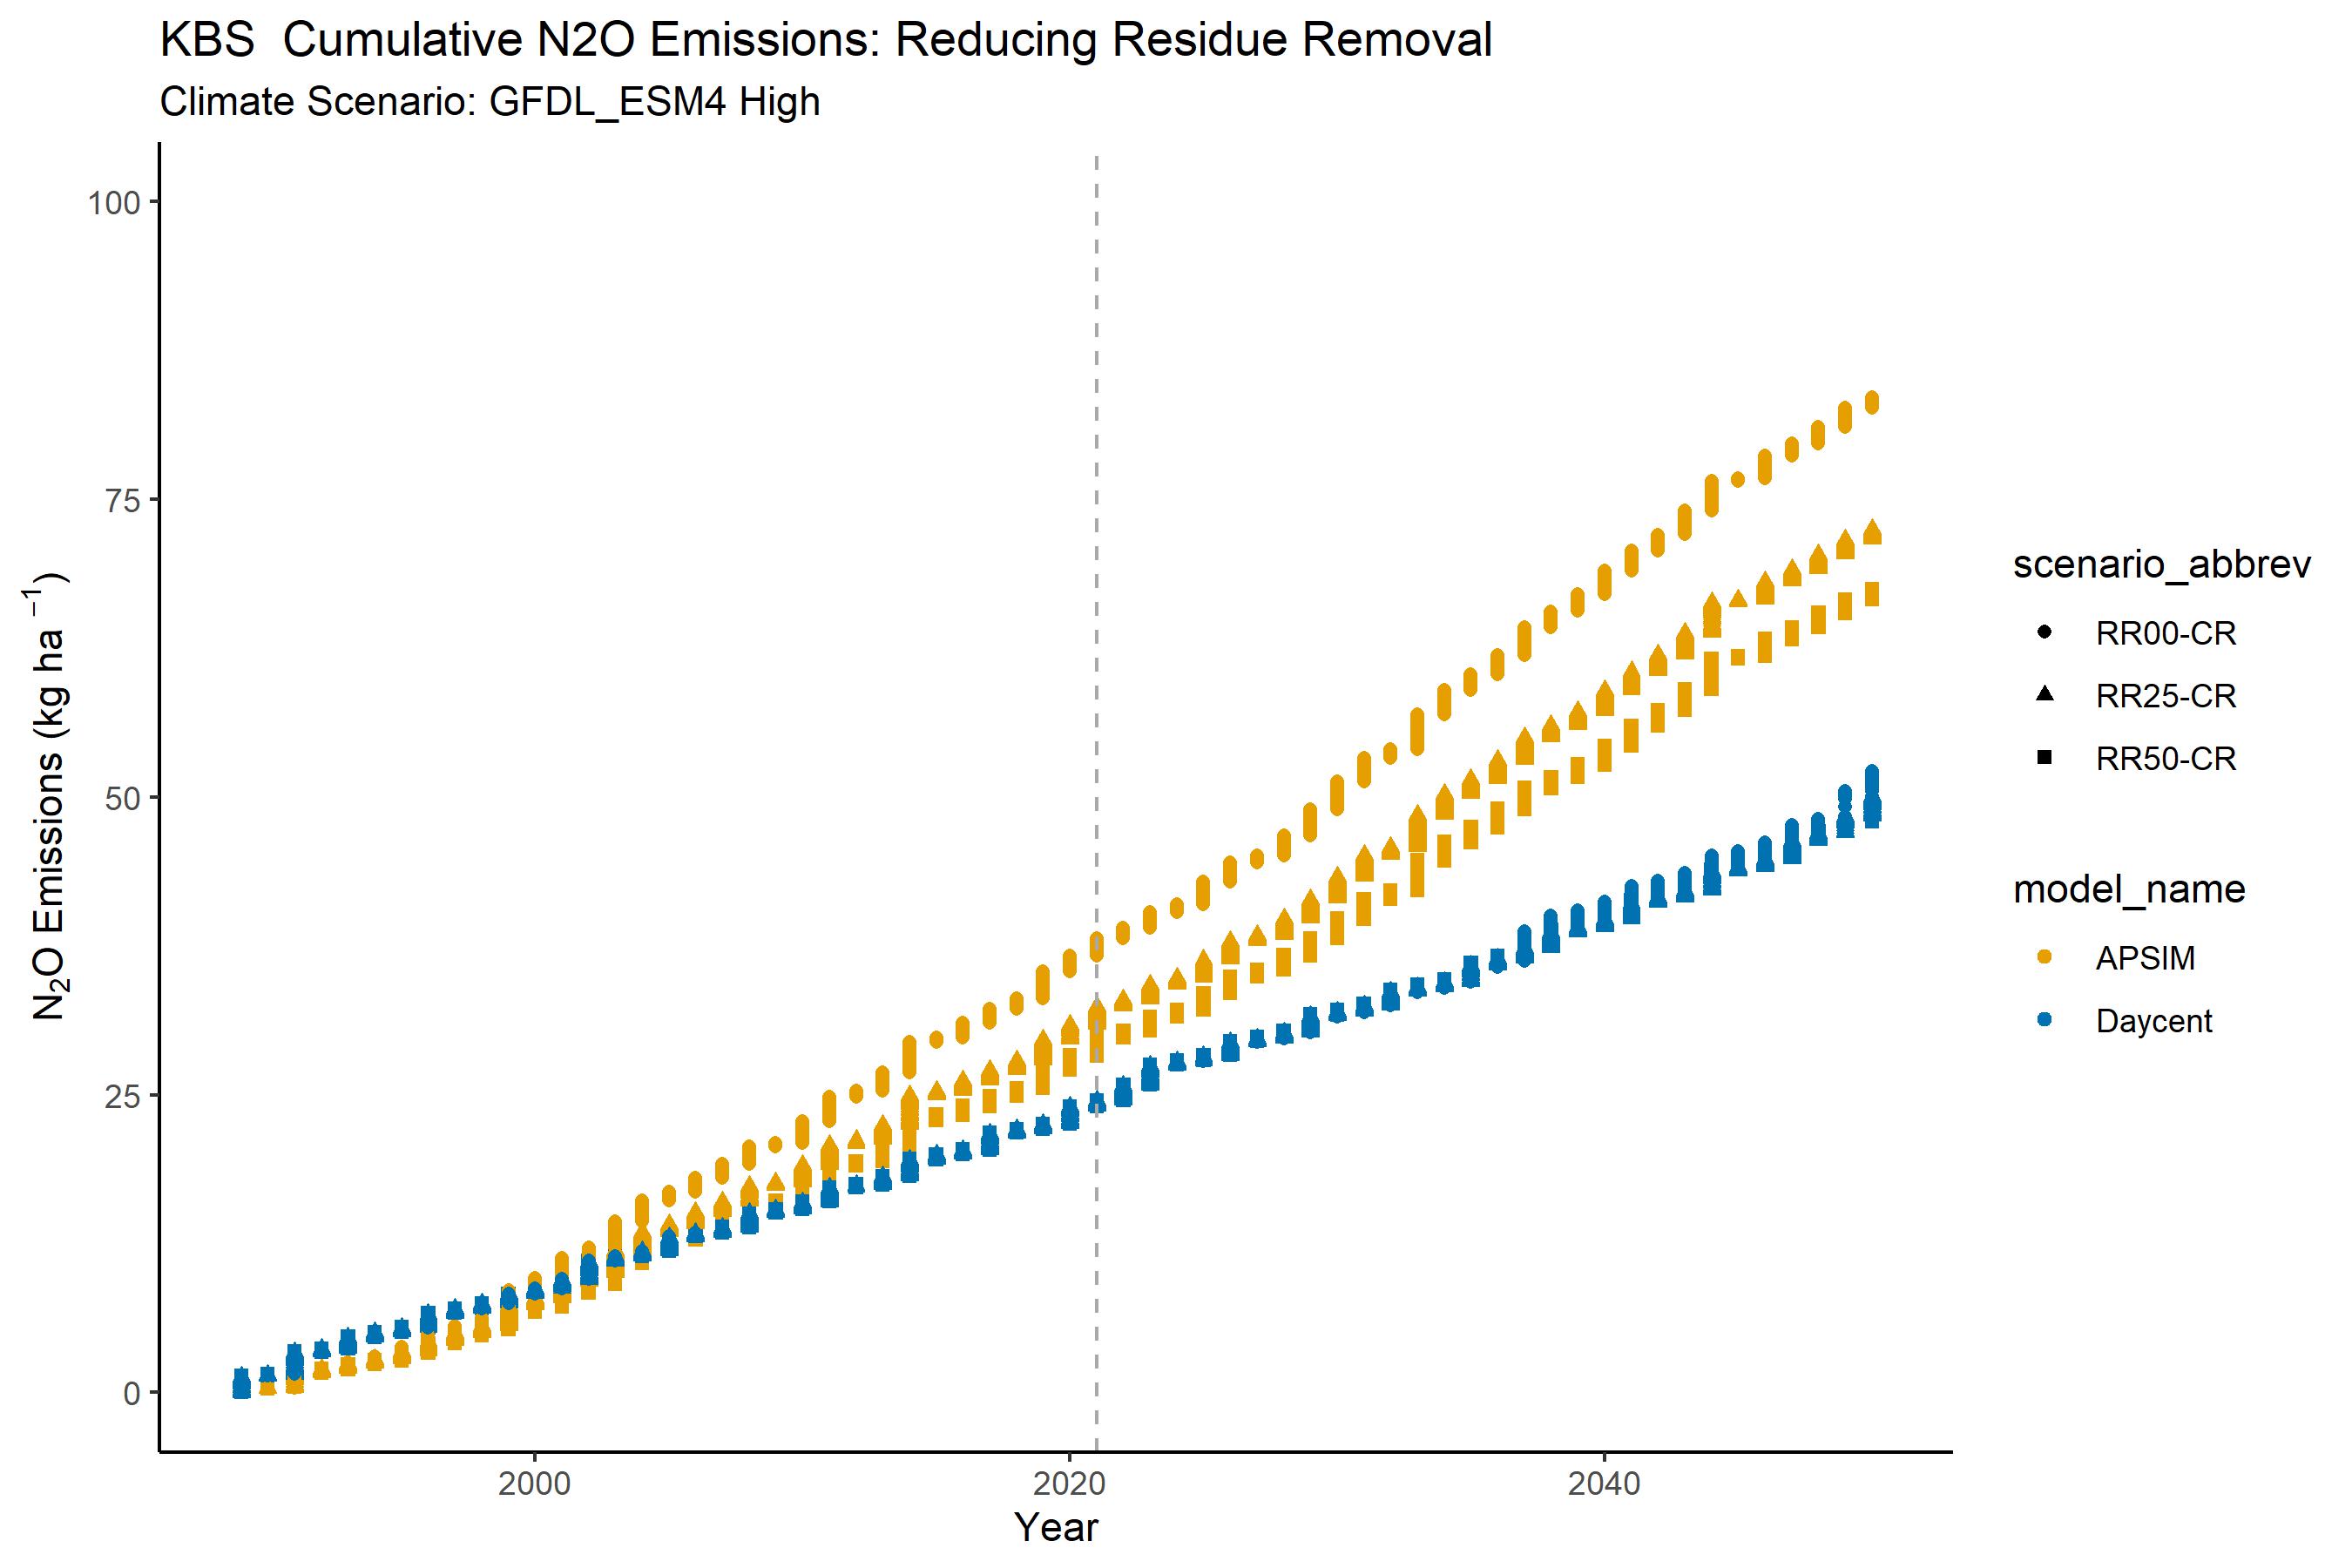 KBS  Cumulative N2O Emissions: Reducing Residue Removal
Climate Scenario: GFDL_ESM4 High
100
75
50
25
0
N₂O Emissions (kg ha ⁻¹)
2000
2020
2040
Year
scenario_abbrev
RR00-CR
RR25-CR
RR50-CR
model_name
APSIM
Daycent